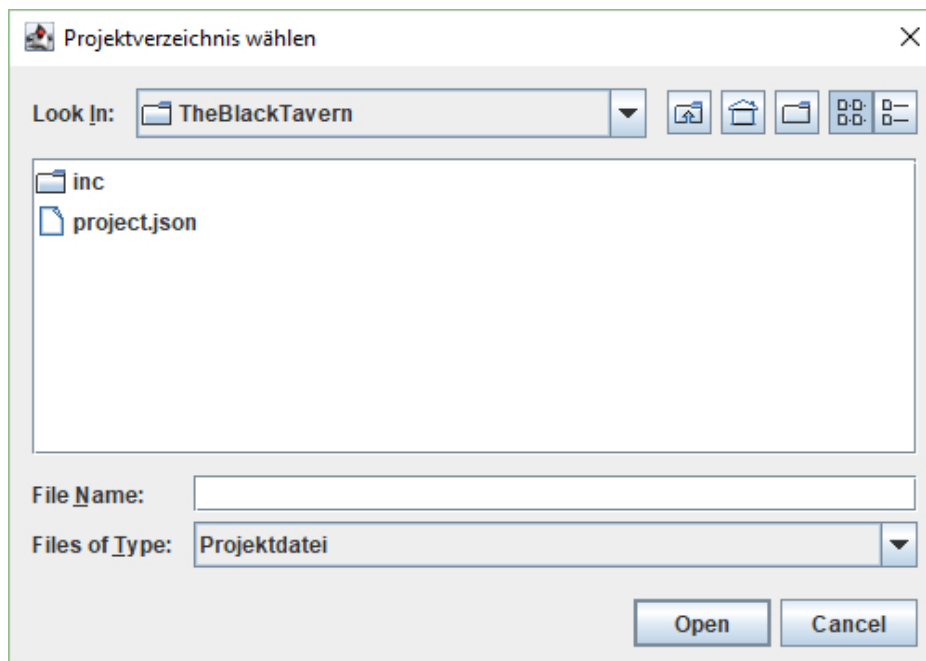 Projektverzeichnis wählen
Look In: TheBlackTavern
inc
project.json
File Name:
Files of Type: Projektdatei
Open Cancel